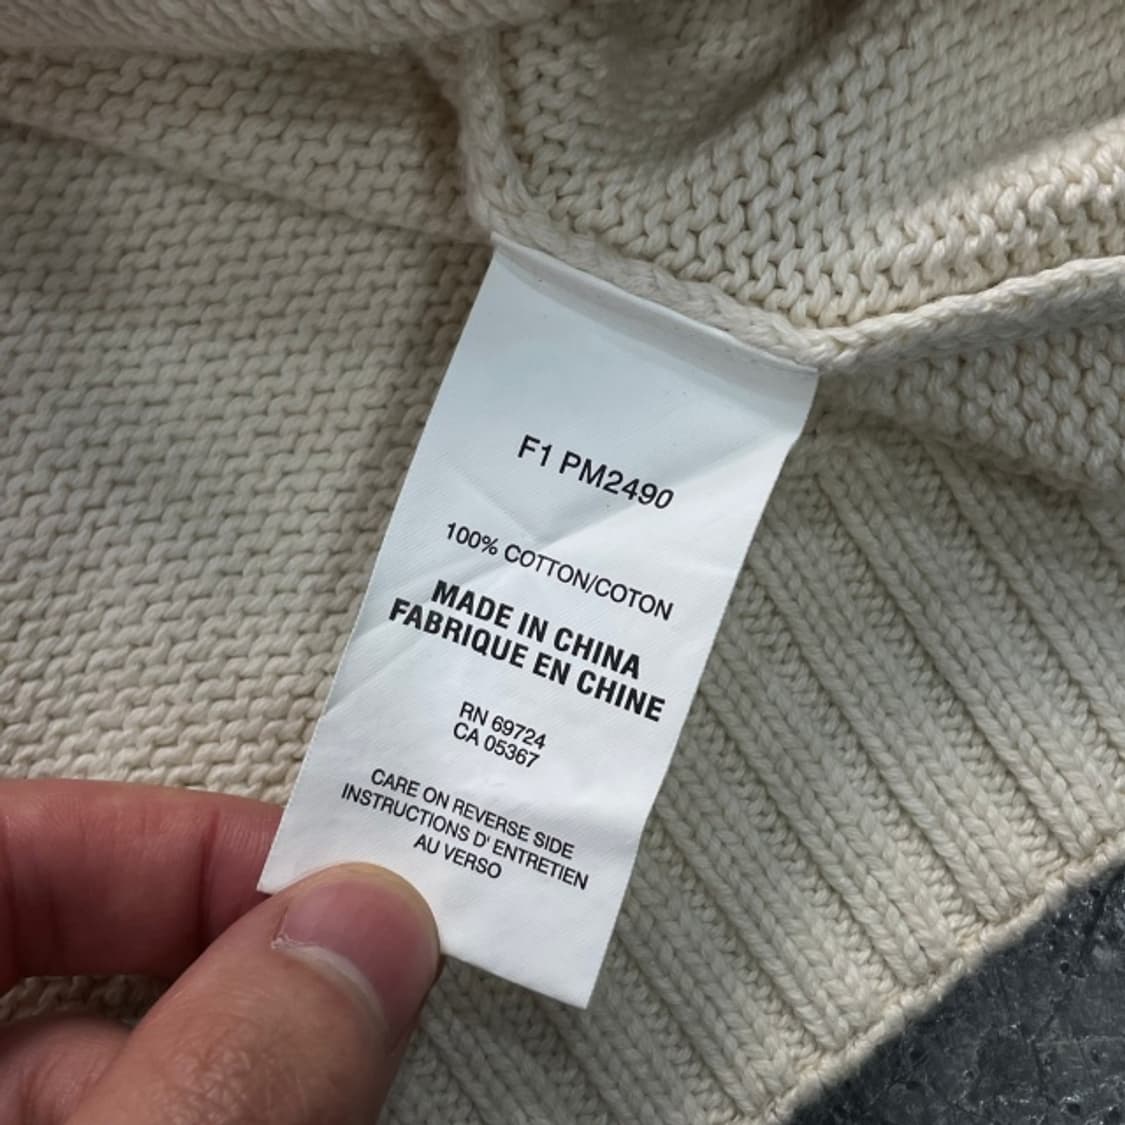 F1 PM2490
100% COTTON/COTON
MADE IN CHINA
FABRIQUE EN CHINE
RN 69724
CA 05367
CARE ON REVERSE SIDE
INSTRUCTIONS D' ENTRETIEN
AU VERSO